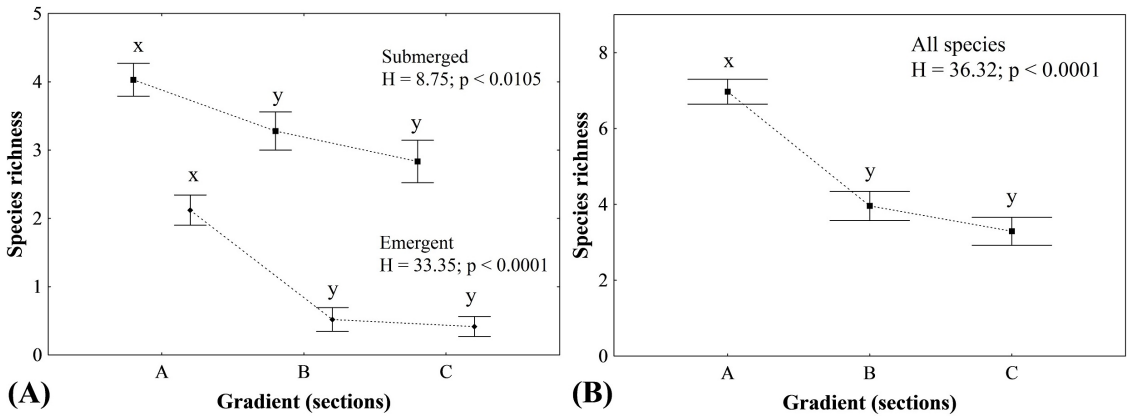 5
4
3
2
1
0
Species richness
x
y
y
Submerged
H = 8.75; p < 0.0105
x
y
y
Emergent
H = 33.35; p < 0.0001
A B C
Gradient (sections)
(A)
8
6
4
2
0
Species richness
x
y
y
All species
H = 36.32; p < 0.0001
A B C
Gradient (sections)
(B)